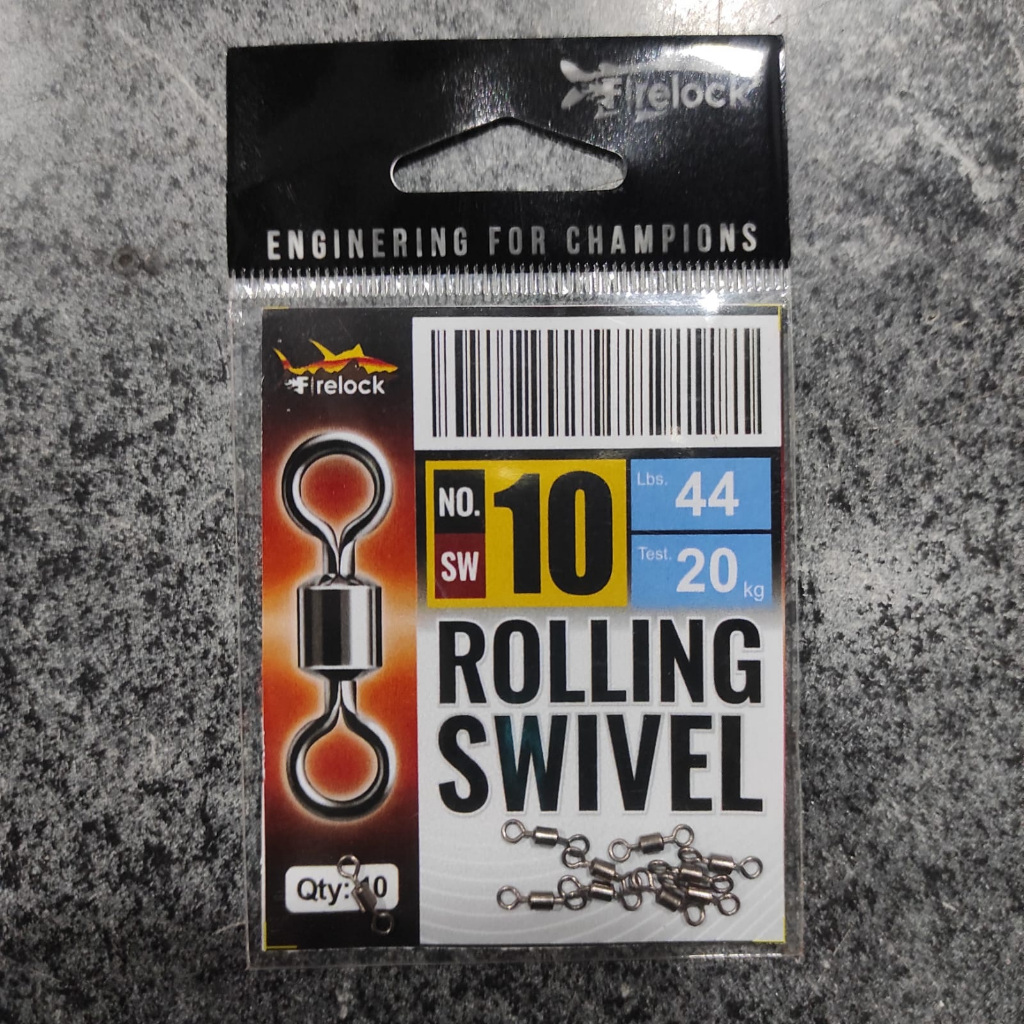 Firelock
ENGINERING FOR CHAMPIONS
Firelock
NO. 10
SW
Lbs. 44
Test. 20 kg
ROLLING
SWIVEL
Qty: 10